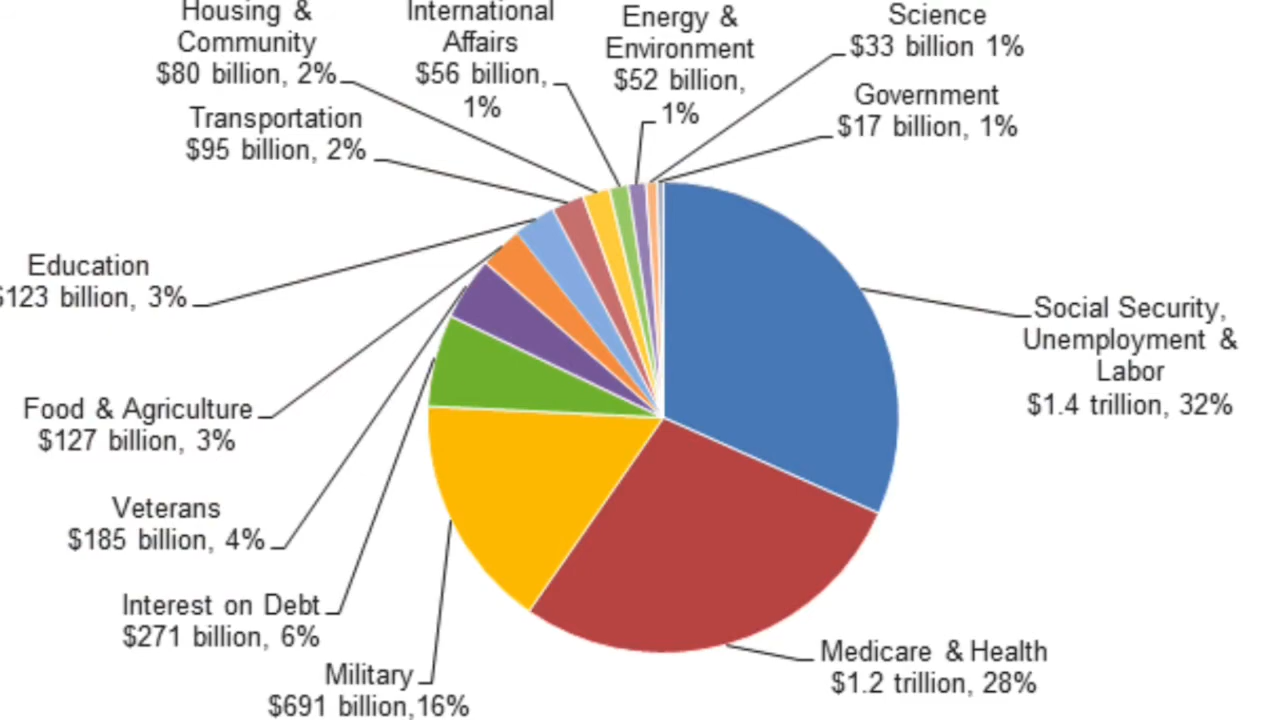 Housing &
Community
$80 billion, 2%
International
Affairs
$56 billion,
1%
Energy &
Environment
$52 billion,
1%
Science
$33 billion 1%
Government
$17 billion, 1%
Transportation
$95 billion, 2%
Education
$123 billion, 3%
Social Security,
Unemployment &
Labor
$1.4 trillion, 32%
Food & Agriculture
$127 billion, 3%
Veterans
$185 billion, 4%
Interest on Debt
$271 billion, 6%
Military
$691 billion,16%
Medicare & Health
$1.2 trillion, 28%